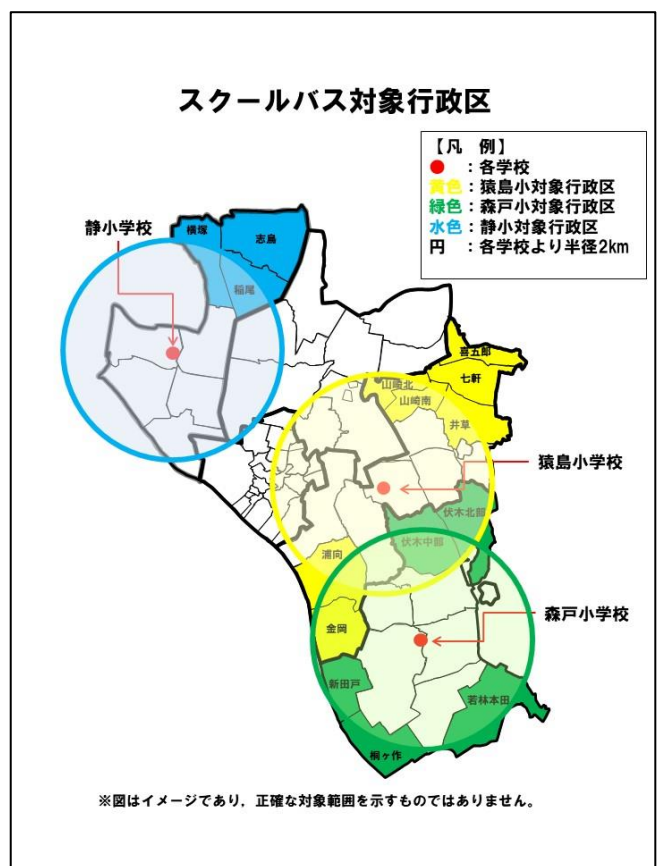 スクールバス対象行政区
【凡　例】
：各学校
黄色：猿島小対象行政区
緑色：森戸小対象行政区
水色：静小対象行政区
円　：各学校より半径2km
静小学校
横塚
志鳥
稲尾
喜五郎
七軒
山崎北
山崎南
井草
猿島小学校
伏木北部
伏木中部
浦向
金岡
森戸小学校
新田戸
若林本田
桐ヶ作
※図はイメージであり，正確な対象範囲を示すものではありません。